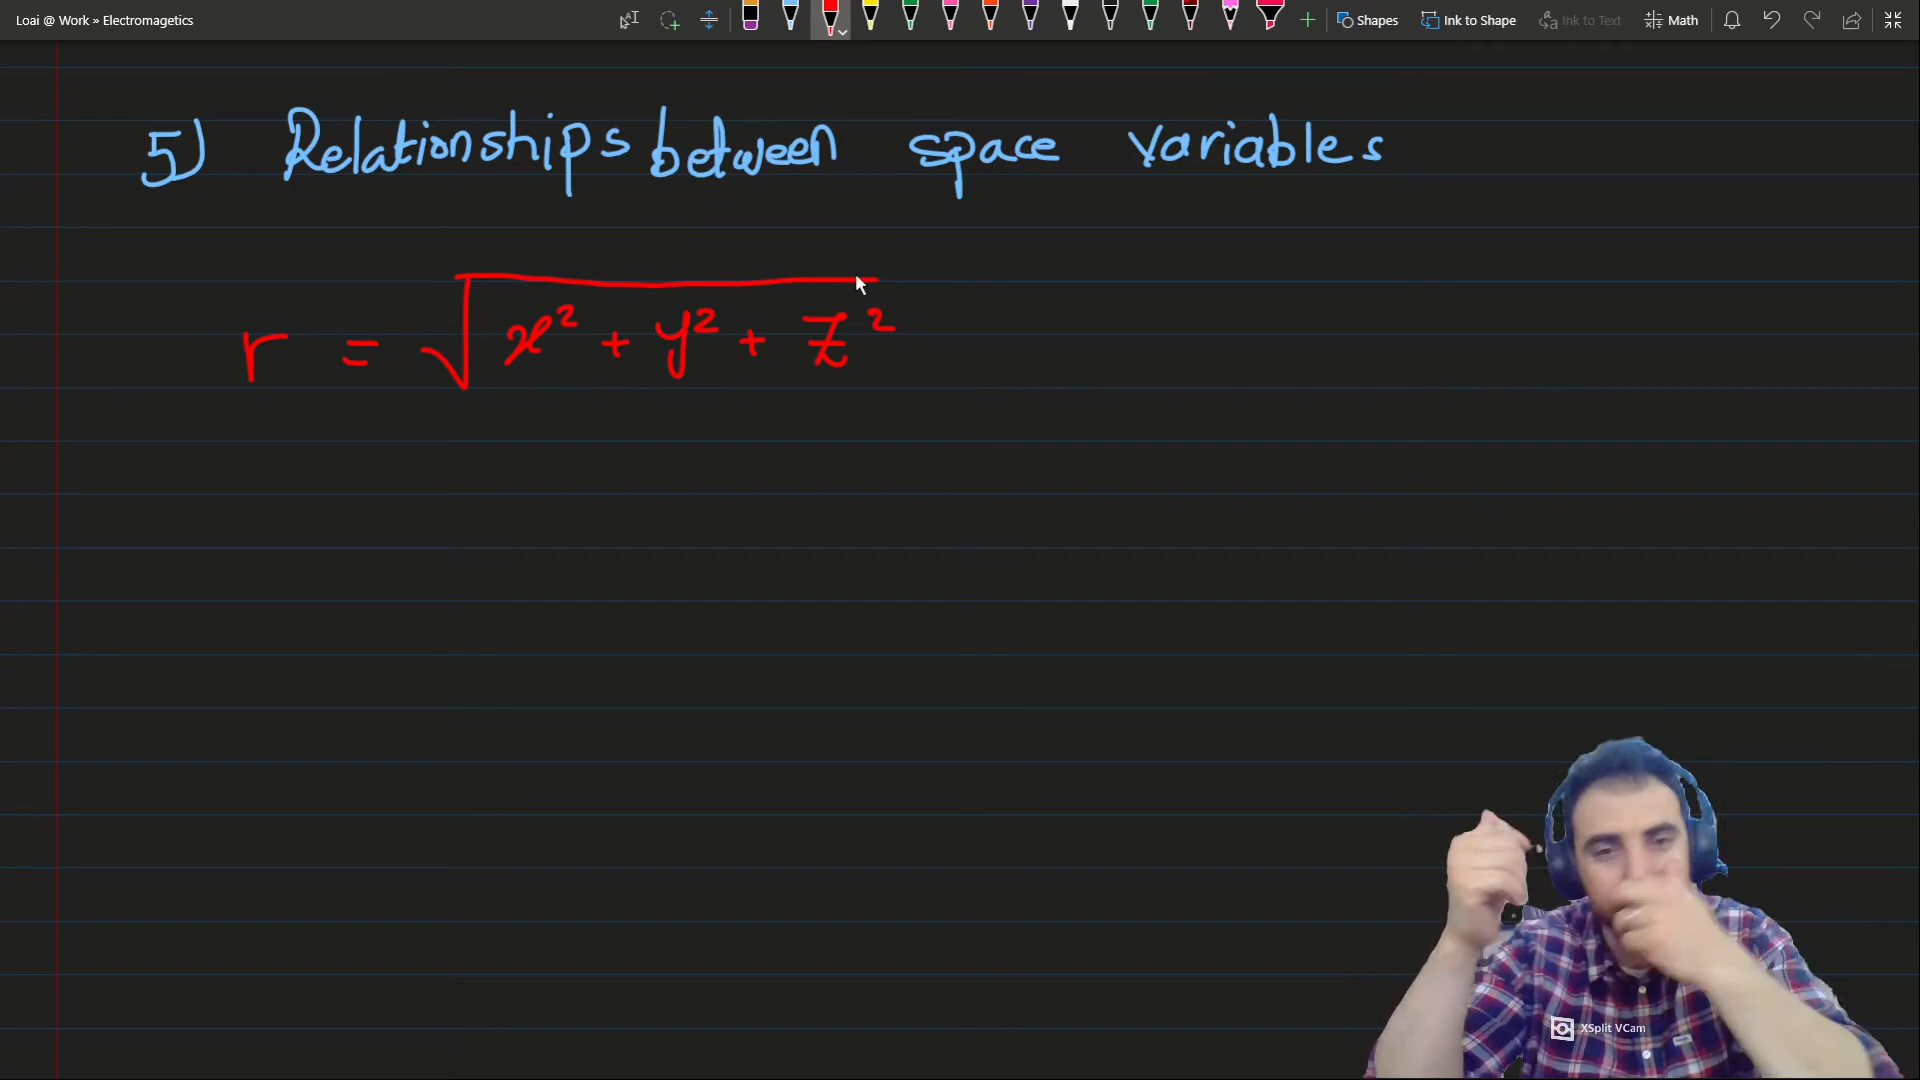 Loai @ Work » Electromagetics
Shapes
Ink to Shape
Ink to Text
Math
5) Relationships between space variables
r = √x² + y² + z²
XSplit VCam